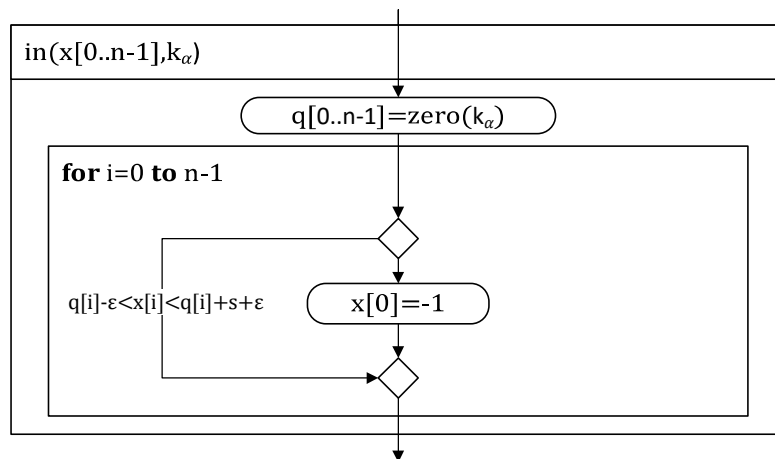 in(x[0..n-1],kα)
q[0..n-1]=zero(kα)
for i=0 to n-1
q[i]-ε<x[i]<q[i]+s+ε
x[0]=-1